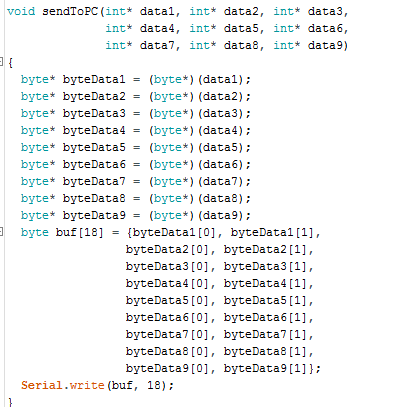 void sendToPC(int* data1, int* data2, int* data3,
              int* data4, int* data5, int* data6,
              int* data7, int* data8, int* data9)
{
  byte* byteData1 = (byte*)(data1);
  byte* byteData2 = (byte*)(data2);
  byte* byteData3 = (byte*)(data3);
  byte* byteData4 = (byte*)(data4);
  byte* byteData5 = (byte*)(data5);
  byte* byteData6 = (byte*)(data6);
  byte* byteData7 = (byte*)(data7);
  byte* byteData8 = (byte*)(data8);
  byte* byteData9 = (byte*)(data9);
  byte buf[18] = {byteData1[0], byteData1[1],
                 byteData2[0], byteData2[1],
                 byteData3[0], byteData3[1],
                 byteData4[0], byteData4[1],
                 byteData5[0], byteData5[1],
                 byteData6[0], byteData6[1],
                 byteData7[0], byteData7[1],
                 byteData8[0], byteData8[1],
                 byteData9[0], byteData9[1]};
  Serial.write(buf, 18);
}